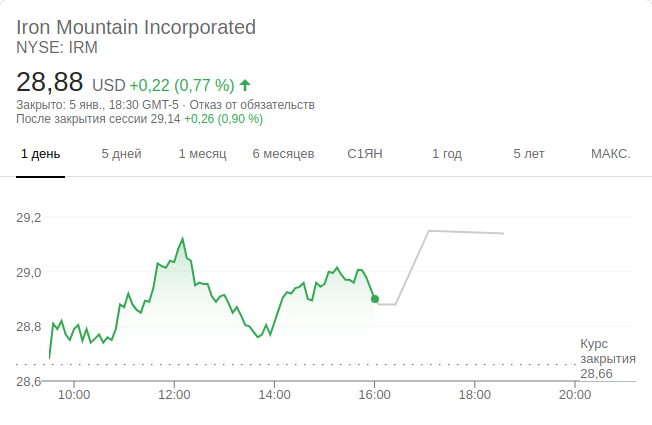 Iron Mountain Incorporated
NYSE: IRM
28,88 USD +0,22 (0,77 %)
Закрыто: 5 янв., 18:30 GMT-5 · Отказ от обязательств
После закрытия сессии 29,14 +0,26 (0,90 %)
1 день 5 дней 1 месяц 6 месяцев С1ЯН 1 год 5 лет МАКС.
29,2
29,0
28,8
28,6
Курс
закрытия
28,66
10:00 12:00 14:00 16:00 18:00 20:00